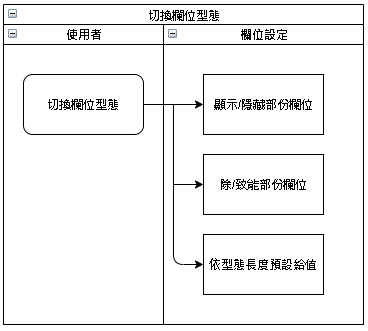 切換欄位型態
使用者
欄位設定
切換欄位型態
顯示/隱藏部份欄位
除/致能部份欄位
依型態長度預設給值